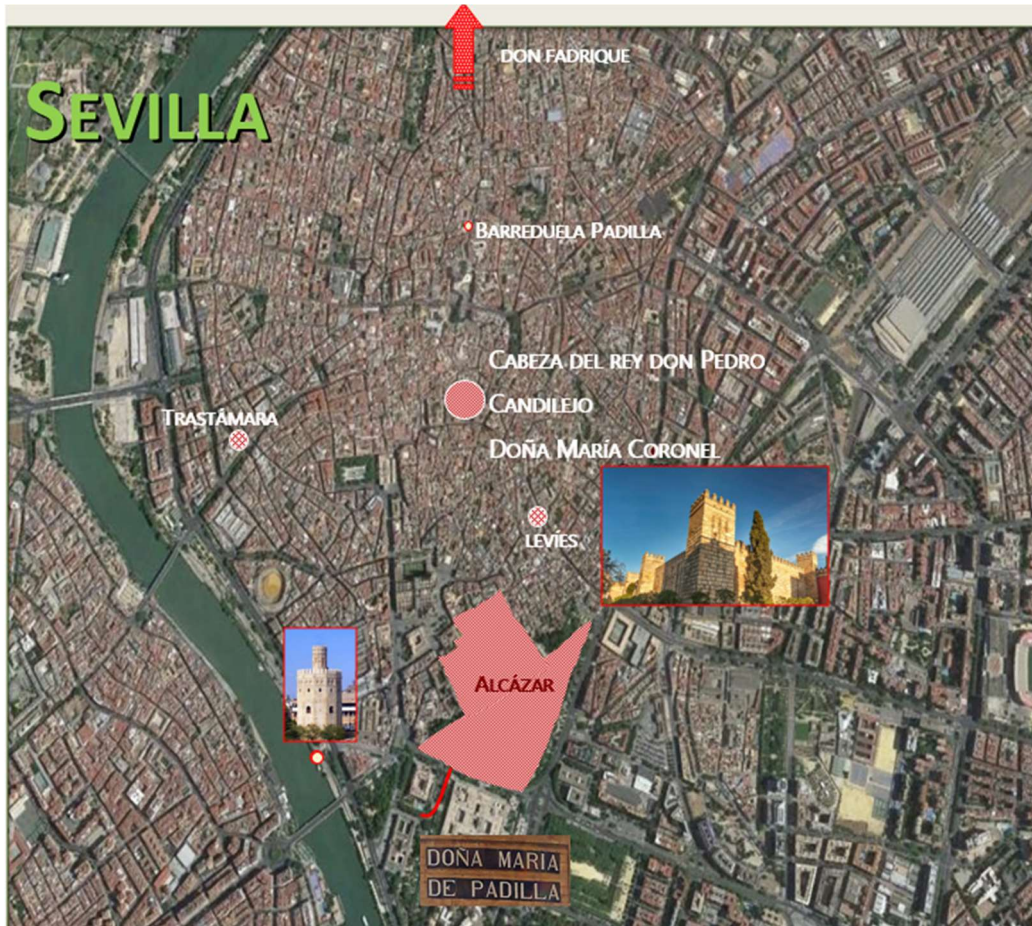 DON FADRIQUE
SEVILLA
BARREDUELA PADILLA
CABEZA DEL REY DON PEDRO
CANDILEJO
TRASTÁMARA
DOÑA MARÍA CORONEL
LEVÍES
ALCÁZAR
DOÑA MARIA
DE PADILLA